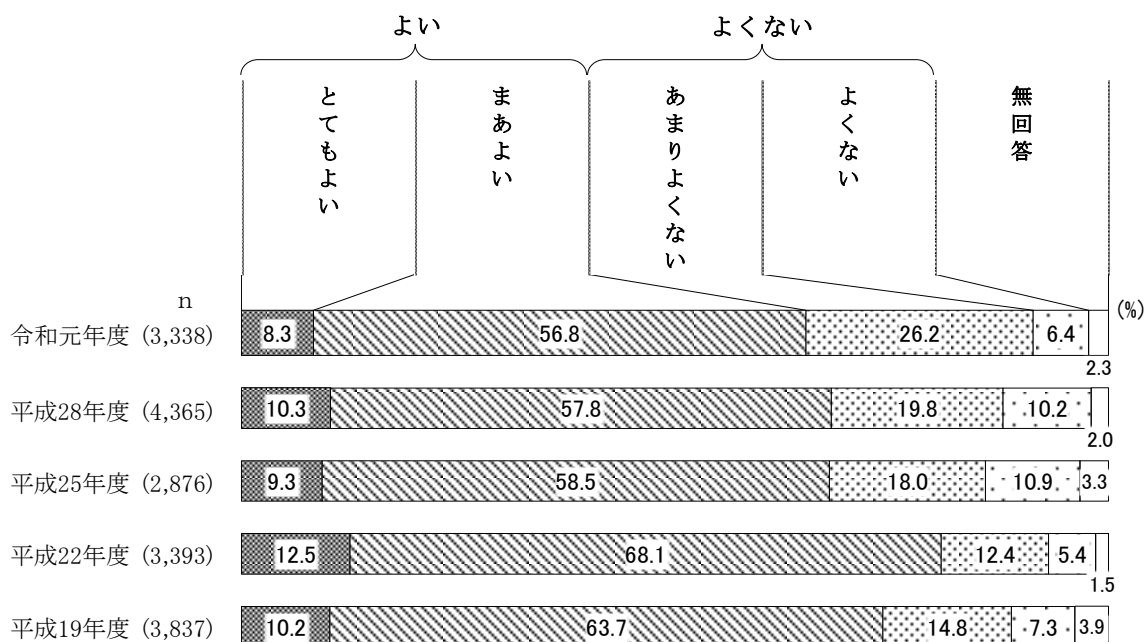 よい
よくない
とてもよい
まあよい
あまりよくない
よくない
無回答
n
(%)
令和元年度 (3,338) 8.3 56.8 26.2 6.4 2.3
平成28年度 (4,365) 10.3 57.8 19.8 10.2 2.0
平成25年度 (2,876) 9.3 58.5 18.0 10.9 3.3
平成22年度 (3,393) 12.5 68.1 12.4 5.4 1.5
平成19年度 (3,837) 10.2 63.7 14.8 7.3 3.9